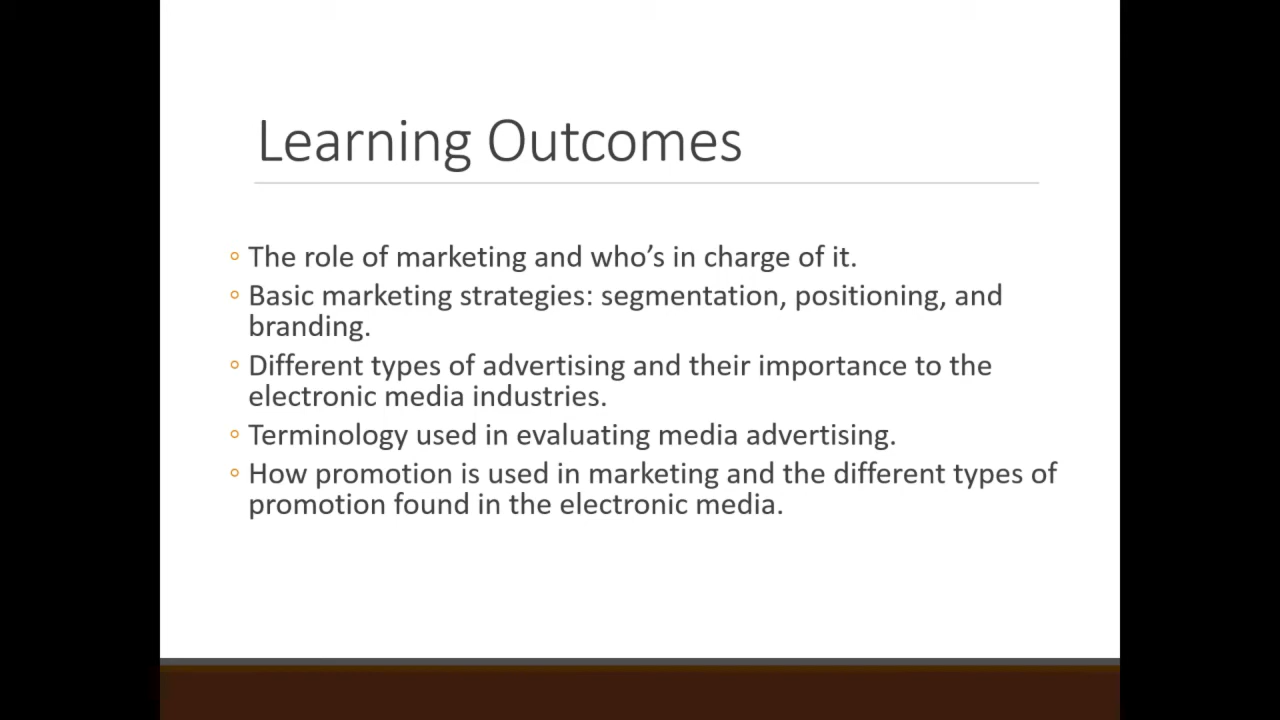 Learning Outcomes
◦ The role of marketing and who’s in charge of it.
◦ Basic marketing strategies: segmentation, positioning, and
branding.
◦ Different types of advertising and their importance to the
electronic media industries.
◦ Terminology used in evaluating media advertising.
◦ How promotion is used in marketing and the different types of
promotion found in the electronic media.